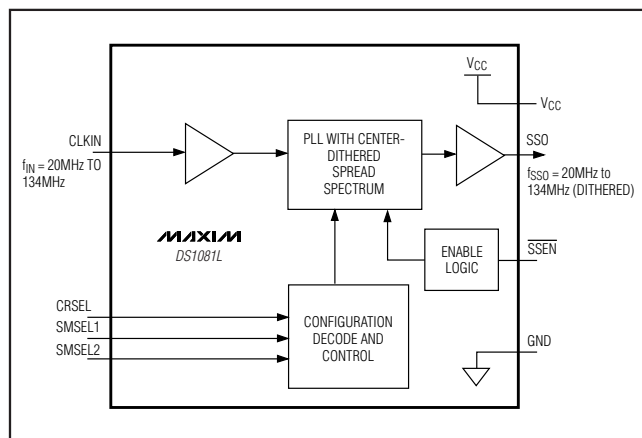 VCC
VCC
CLKIN
fIN = 20MHz TO
134MHz
PLL WITH CENTER-
DITHERED
SPREAD
SPECTRUM
SSO
fSSO = 20MHz to
134MHz (DITHERED)
MAXIM
DS1081L
ENABLE
LOGIC
SSEN
CRSEL
SMSEL1
SMSEL2
CONFIGURATION
DECODE AND
CONTROL
GND